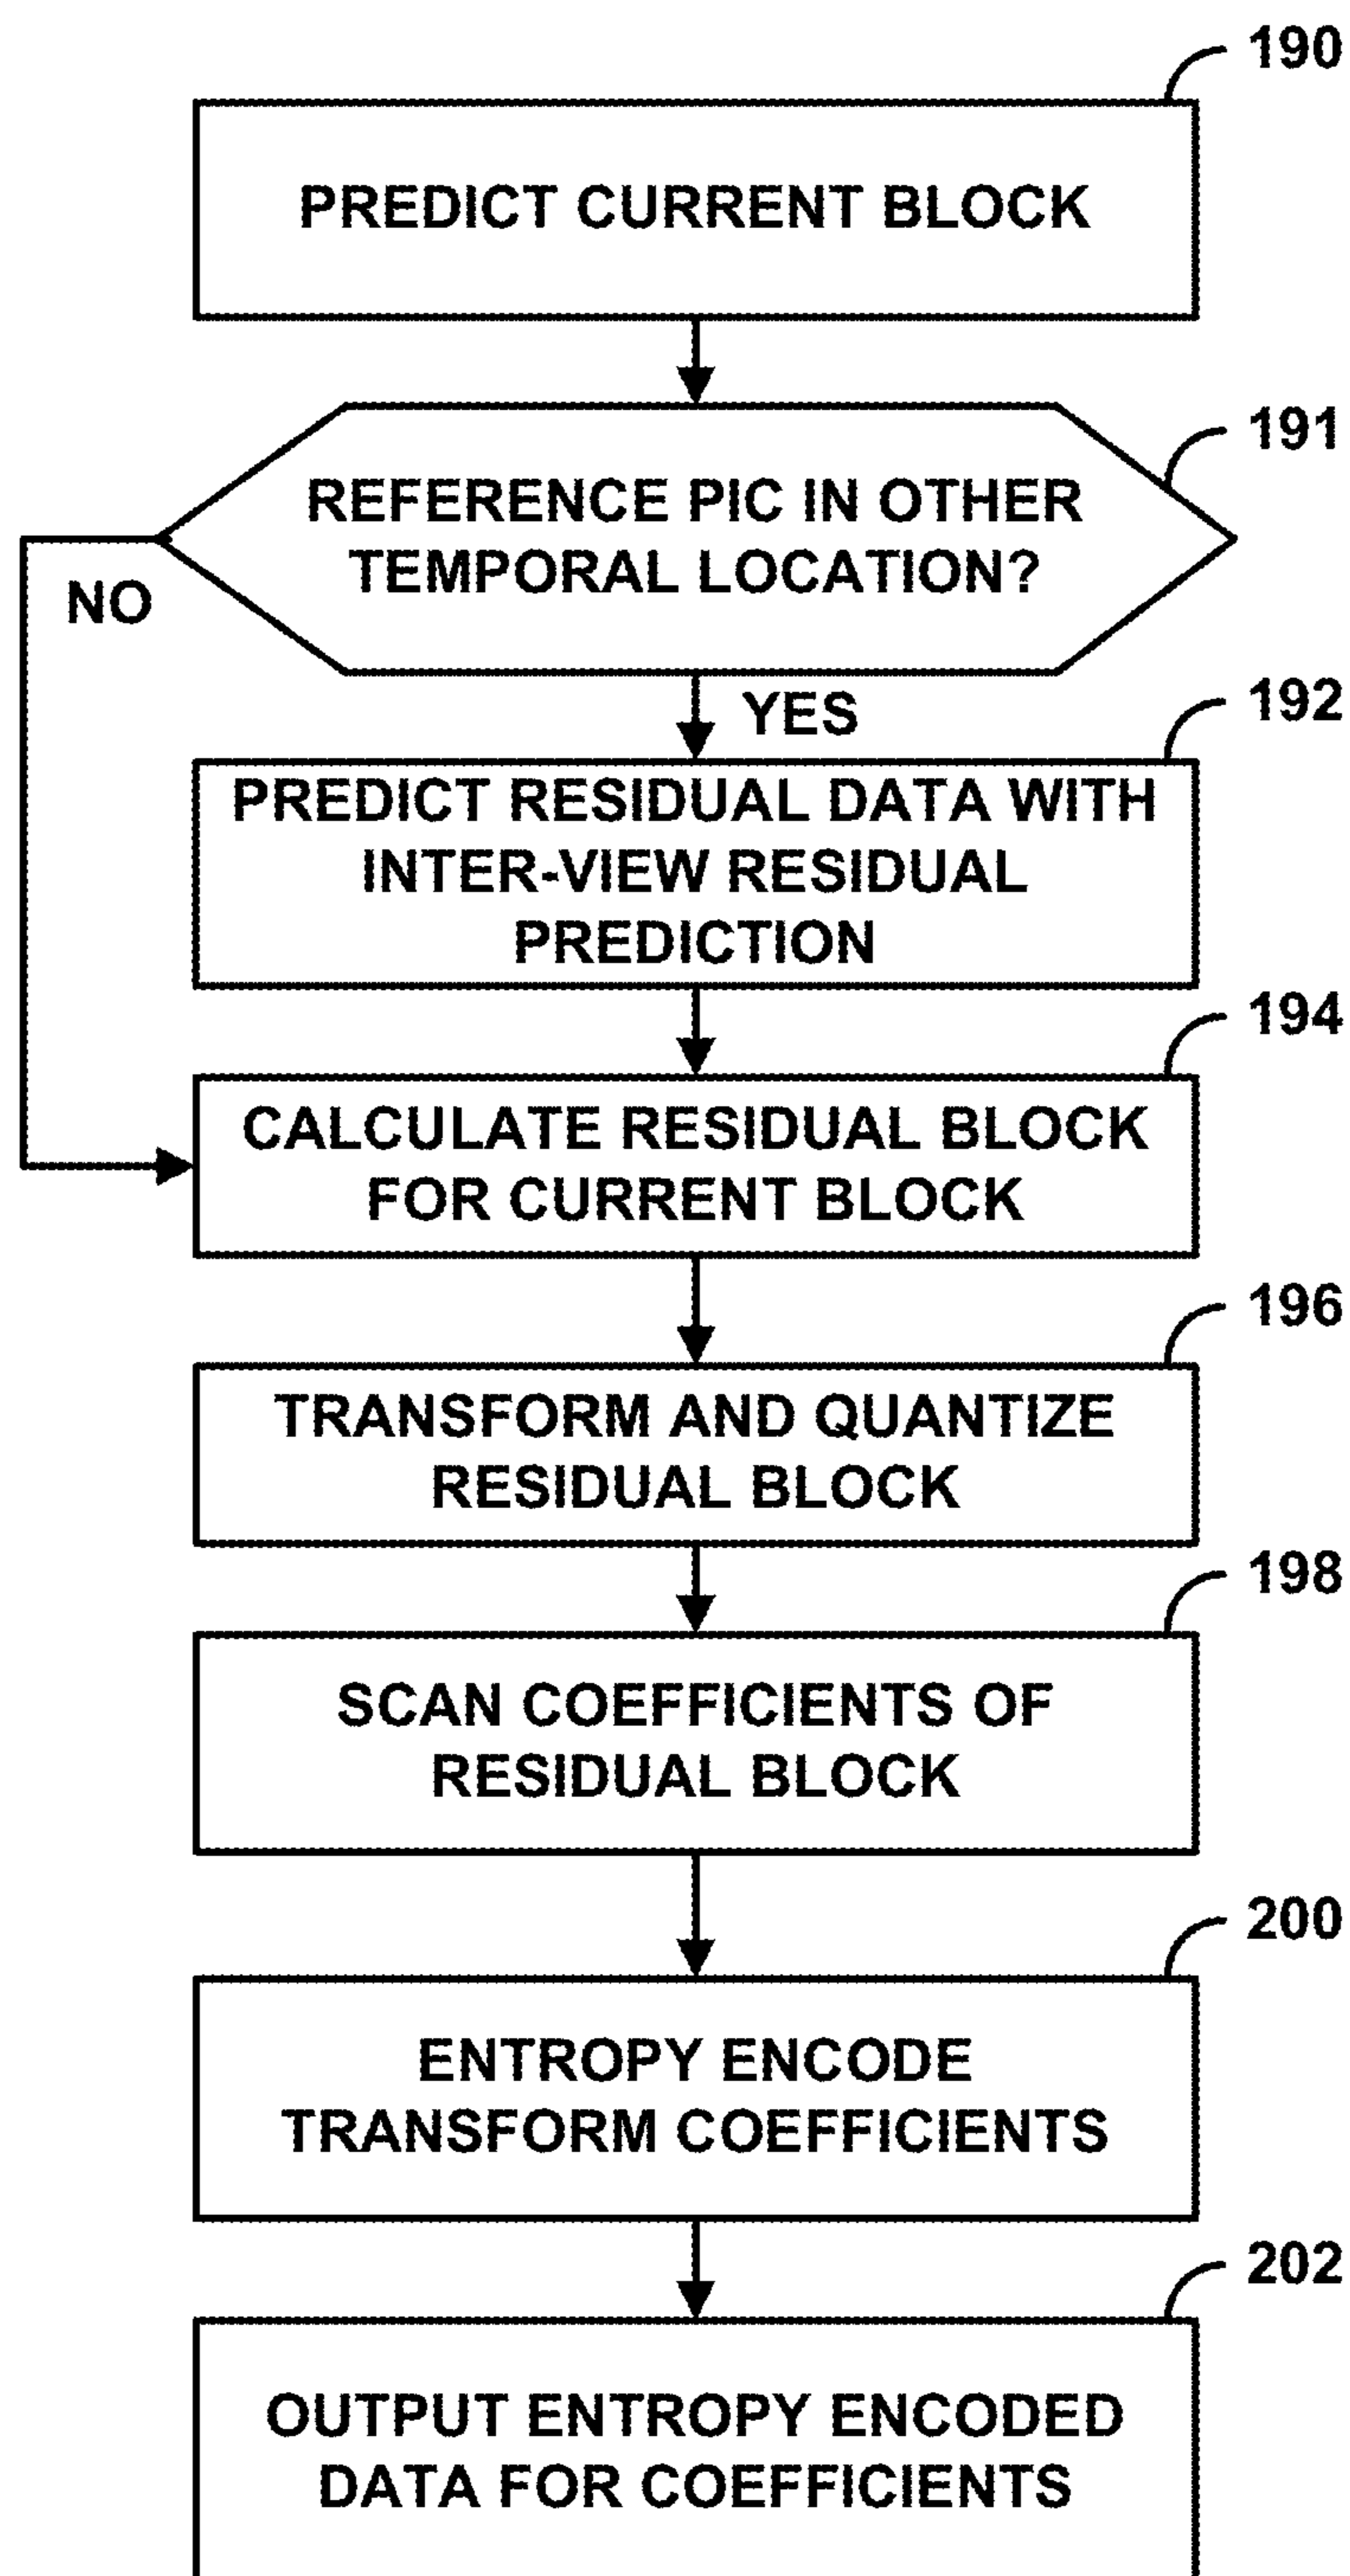 190
PREDICT CURRENT BLOCK
191
REFERENCE PIC IN OTHER
TEMPORAL LOCATION?
NO
YES
192
PREDICT RESIDUAL DATA WITH
INTER-VIEW RESIDUAL
PREDICTION
194
CALCULATE RESIDUAL BLOCK
FOR CURRENT BLOCK
196
TRANSFORM AND QUANTIZE
RESIDUAL BLOCK
198
SCAN COEFFICIENTS OF
RESIDUAL BLOCK
200
ENTROPY ENCODE
TRANSFORM COEFFICIENTS
202
OUTPUT ENTROPY ENCODED
DATA FOR COEFFICIENTS